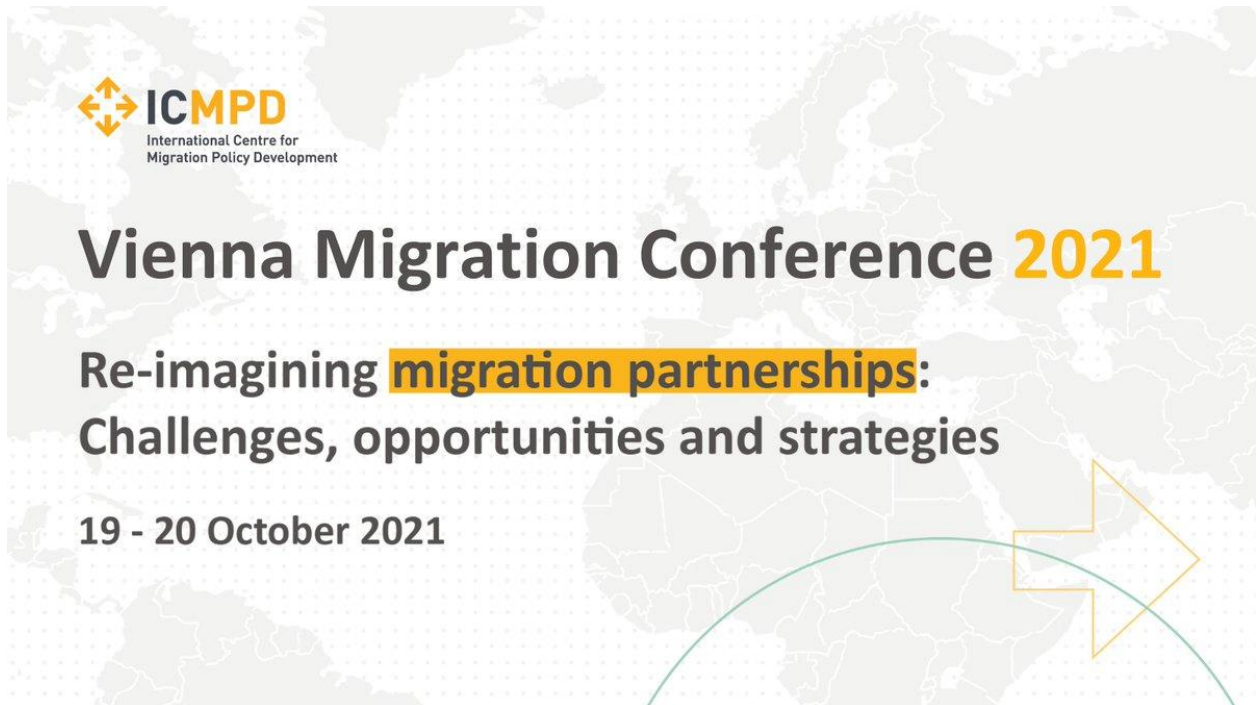 ICMPD
International Centre for
Migration Policy Development
Vienna Migration Conference 2021
Re-imagining migration partnerships:
Challenges, opportunities and strategies
19 - 20 October 2021